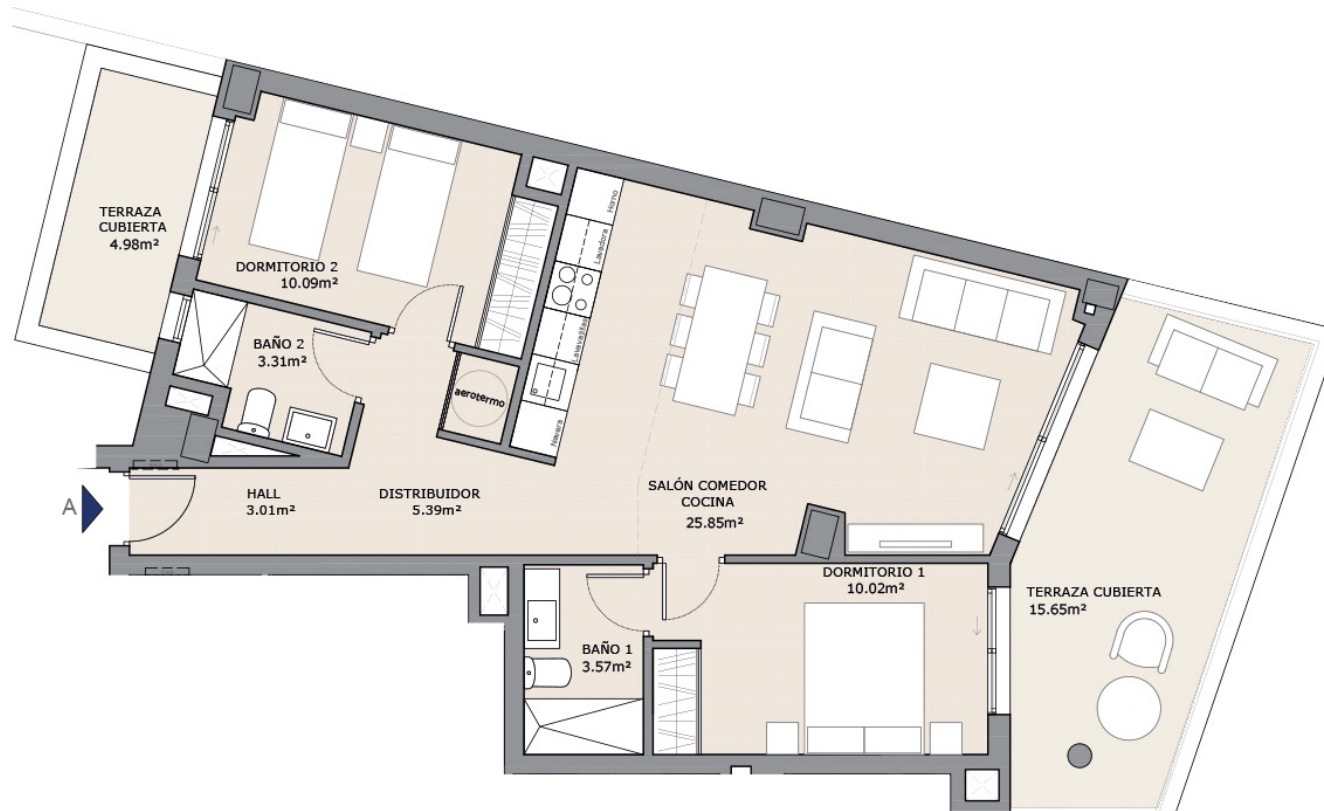 TERRAZA
CUBIERTA
4.98m²
DORMITORIO 2
10.09m²
BAÑO 2
3.31m²
aerotermo
Horno
Lavadora
Lavavajillas
Nevera
A
HALL
3.01m²
DISTRIBUIDOR
5.39m²
SALÓN COMEDOR
COCINA
25.85m²
DORMITORIO 1
10.02m²
BAÑO 1
3.57m²
TERRAZA CUBIERTA
15.65m²